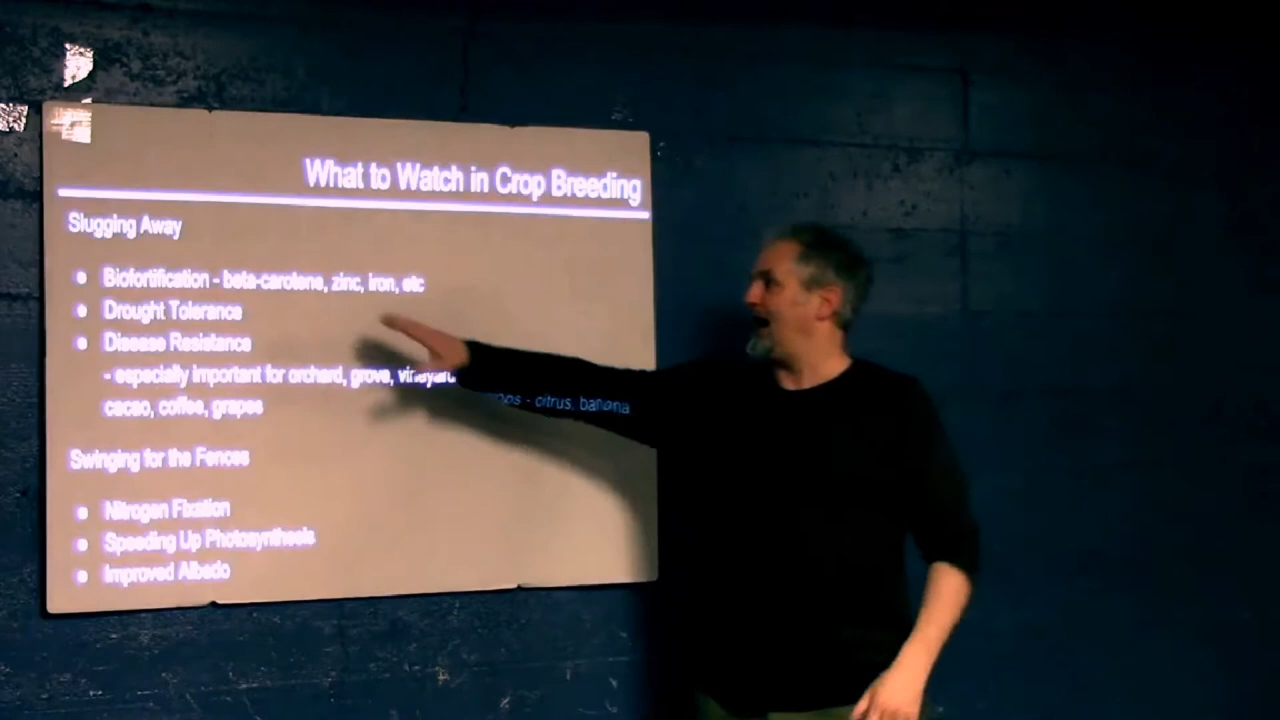 What to Watch in Crop Breeding
Slugging Away
Biofortification - beta-carotene, zinc, iron, etc
Drought Tolerance
Disease Resistance
- especially important for orchard, grove, vineyard - citrus, banana
cacao, coffee, grapes
Swinging for the Fences
Nitrogen Fixation
Speeding Up Photosynthesis
Improved Albedo